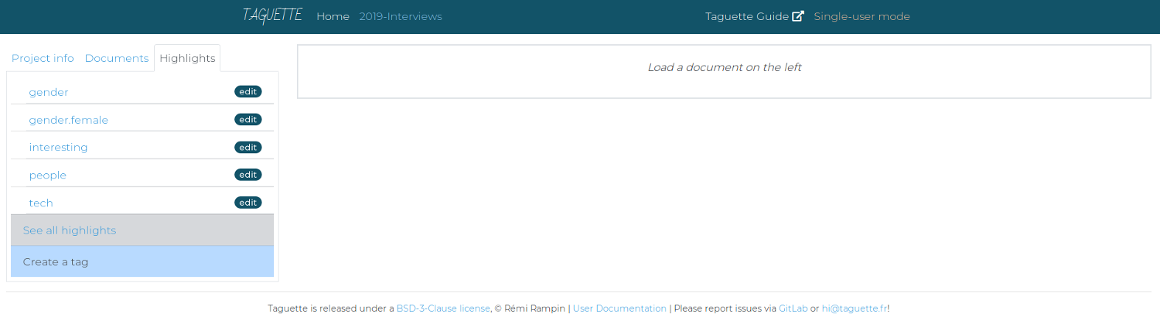 TAGUETTE Home 2019-Interviews Taguette Guide Single-user mode
Project info Documents Highlights
Load a document on the left
gender edit
gender.female edit
interesting edit
people edit
tech edit
See all highlights
Create a tag
Taguette is released under a BSD-3-Clause license, © Rémi Rampin | User Documentation | Please report issues via GitLab or hi@taguette.fr!